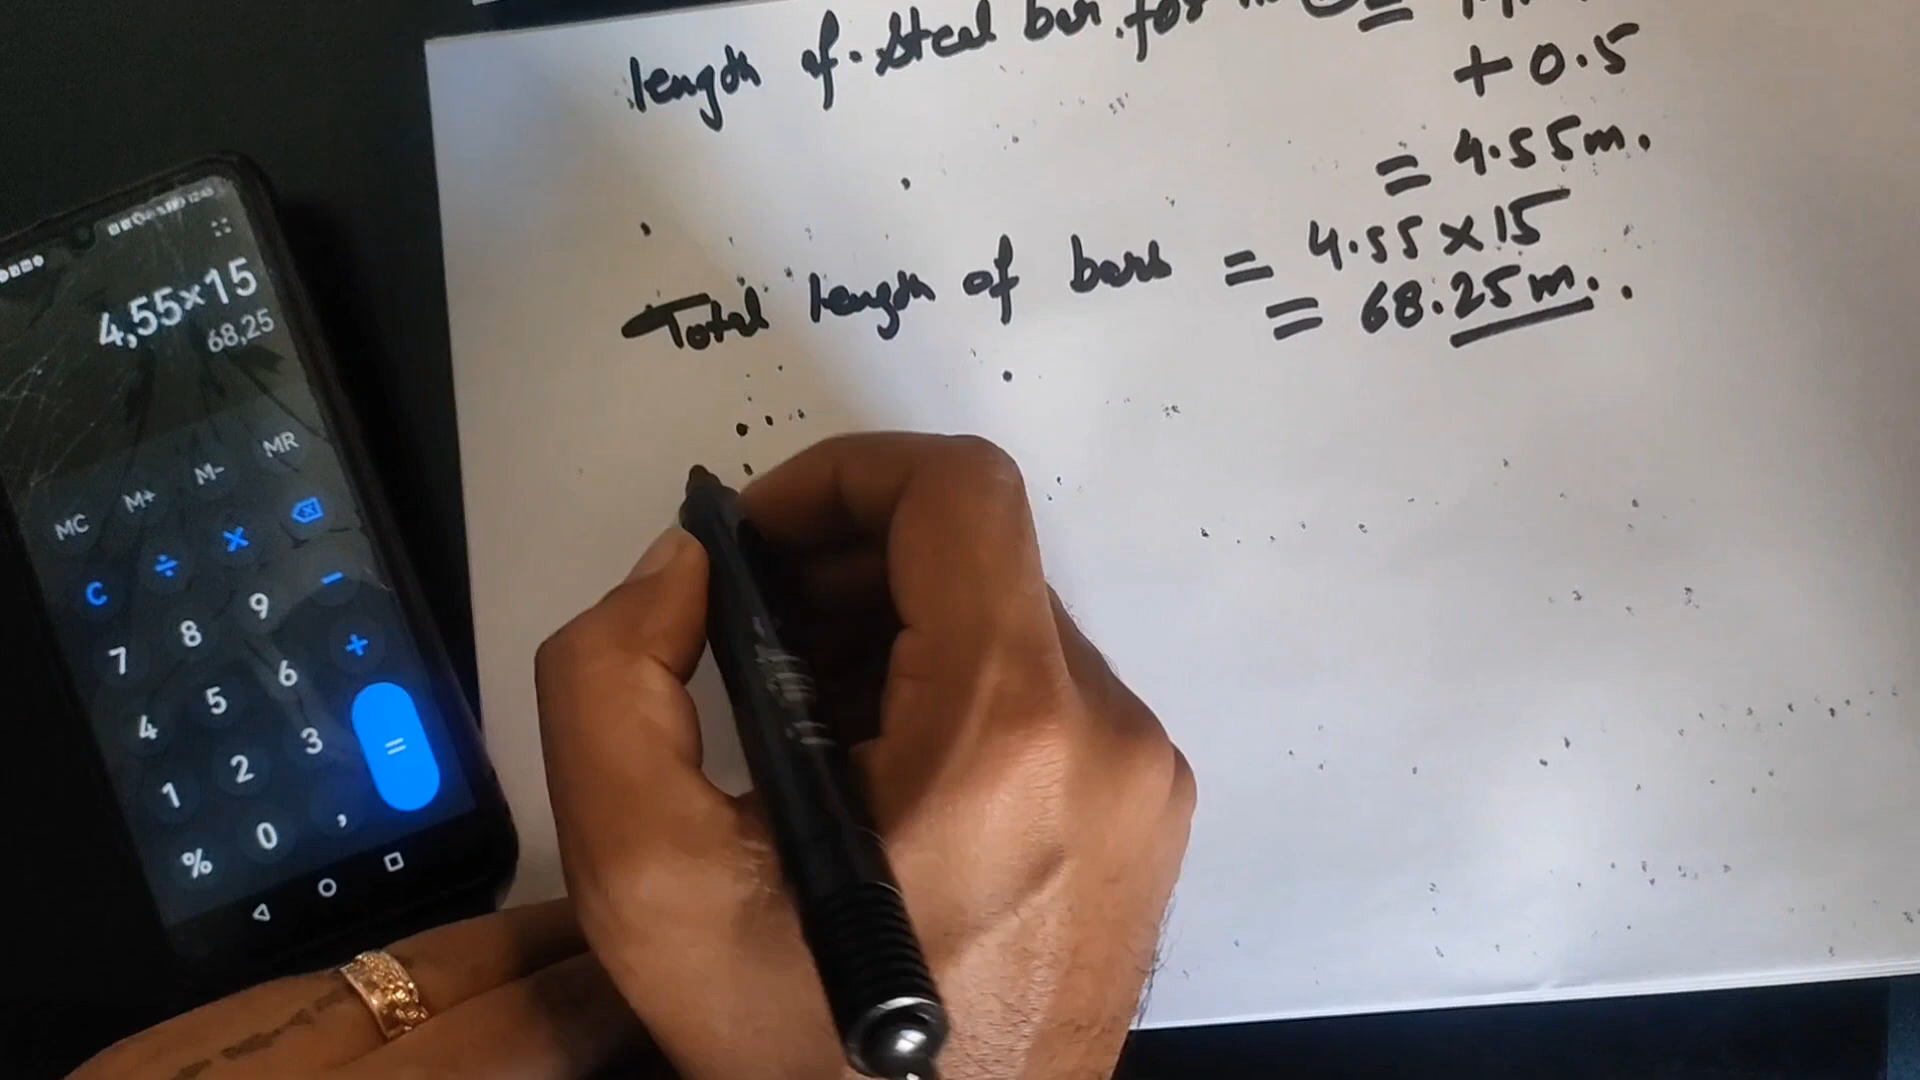 length of steel bar for
+ 0.5
= 4.55m.
Total length of bars = 4.55 x 15
= 68.25m.
4,55×15
68,25
MC M+ M- MR
C ÷ ×
7 8 9 −
4 5 6 +
1 2 3 =
% 0 ,